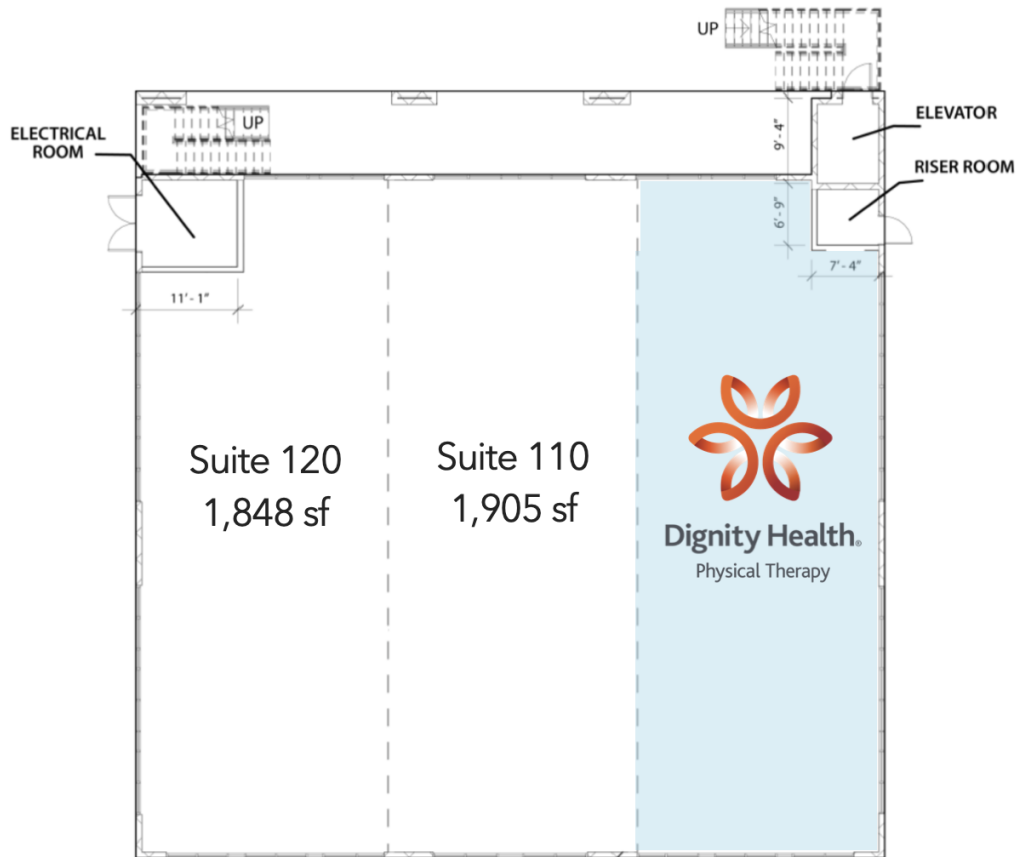 UP
UP
ELECTRICAL
ROOM
9' - 4"
ELEVATOR
RISER ROOM
6' - 9"
7' - 4"
11' - 1"
Suite 120
1,848 sf
Suite 110
1,905 sf
Dignity Health®
Physical Therapy